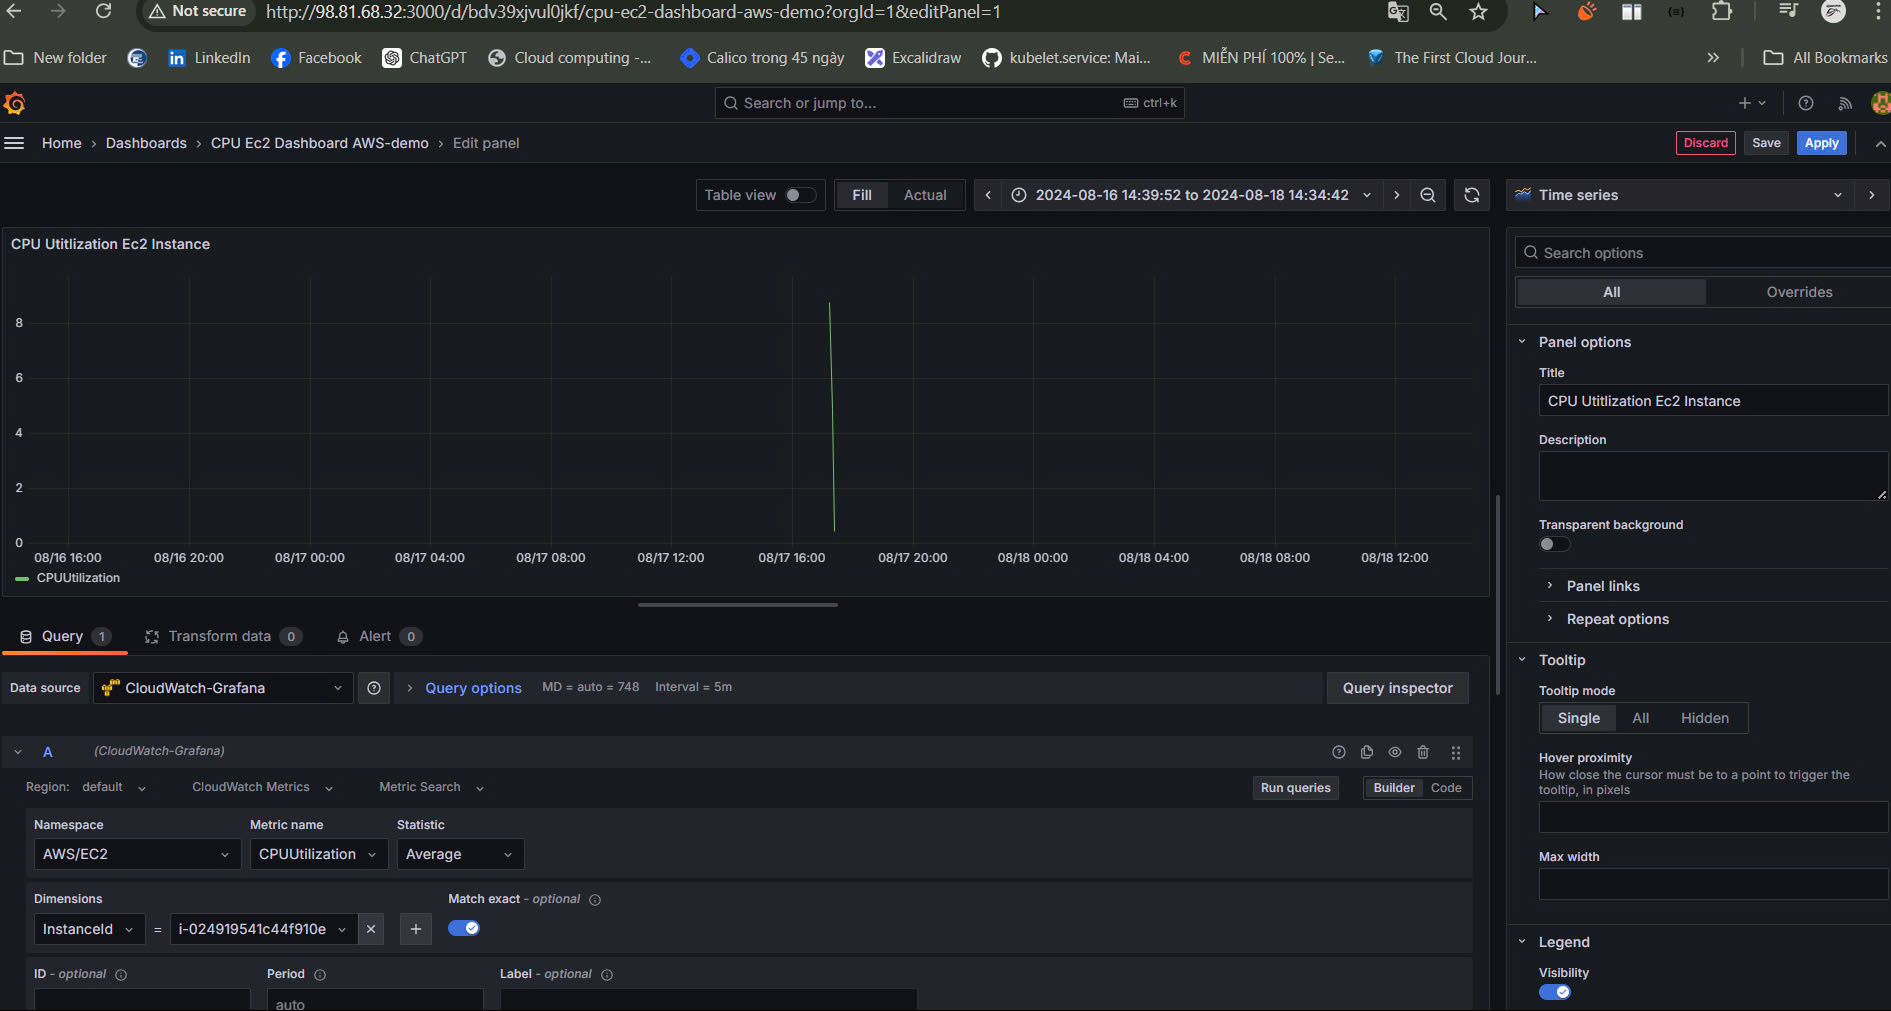 Not secure http://98.81.68.32:3000/d/bdv39xjvul0jkf/cpu-ec2-dashboard-aws-demo?orgId=1&editPanel=1
New folder LinkedIn Facebook ChatGPT Cloud computing -... Calico trong 45 ngày Excalidraw kubelet.service: Mai... MIỄN PHÍ 100% | Se... The First Cloud Jour... » All Bookmarks
Search or jump to... ctrl+k
Home › Dashboards › CPU Ec2 Dashboard AWS-demo › Edit panel Discard Save Apply
Table view Fill Actual 2024-08-16 14:39:52 to 2024-08-18 14:34:42 Time series
CPU Utitlization Ec2 Instance
8
6
4
2
0
08/16 16:00 08/16 20:00 08/17 00:00 08/17 04:00 08/17 08:00 08/17 12:00 08/17 16:00 08/17 20:00 08/18 00:00 08/18 04:00 08/18 08:00 08/18 12:00
CPUUtilization
Query 1 Transform data 0 Alert 0
Data source CloudWatch-Grafana Query options MD = auto = 748 Interval = 5m Query inspector
A (CloudWatch-Grafana)
Region: default CloudWatch Metrics Metric Search Run queries Builder Code
Namespace Metric name Statistic
AWS/EC2 CPUUtilization Average
Dimensions Match exact - optional
InstanceId = i-024919541c44f910e
ID - optional Period Label - optional
auto
Search options
All Overrides
Panel options
Title
CPU Utitlization Ec2 Instance
Description
Transparent background
Panel links
Repeat options
Tooltip
Tooltip mode
Single All Hidden
Hover proximity
How close the cursor must be to a point to trigger the
tooltip, in pixels
Max width
Legend
Visibility